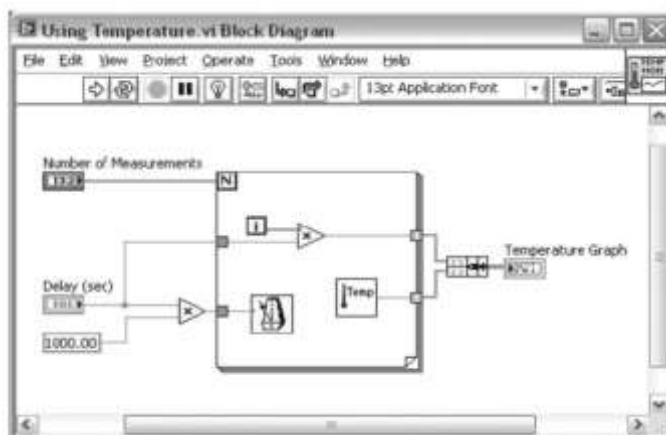 Using Temperature.vi Block Diagram
File Edit View Project Operate Tools Window Help
13pt Application Font
TEMP
Number of Measurements
N
i
×
Temperature Graph
Temp
Delay (sec)
×
1000.00